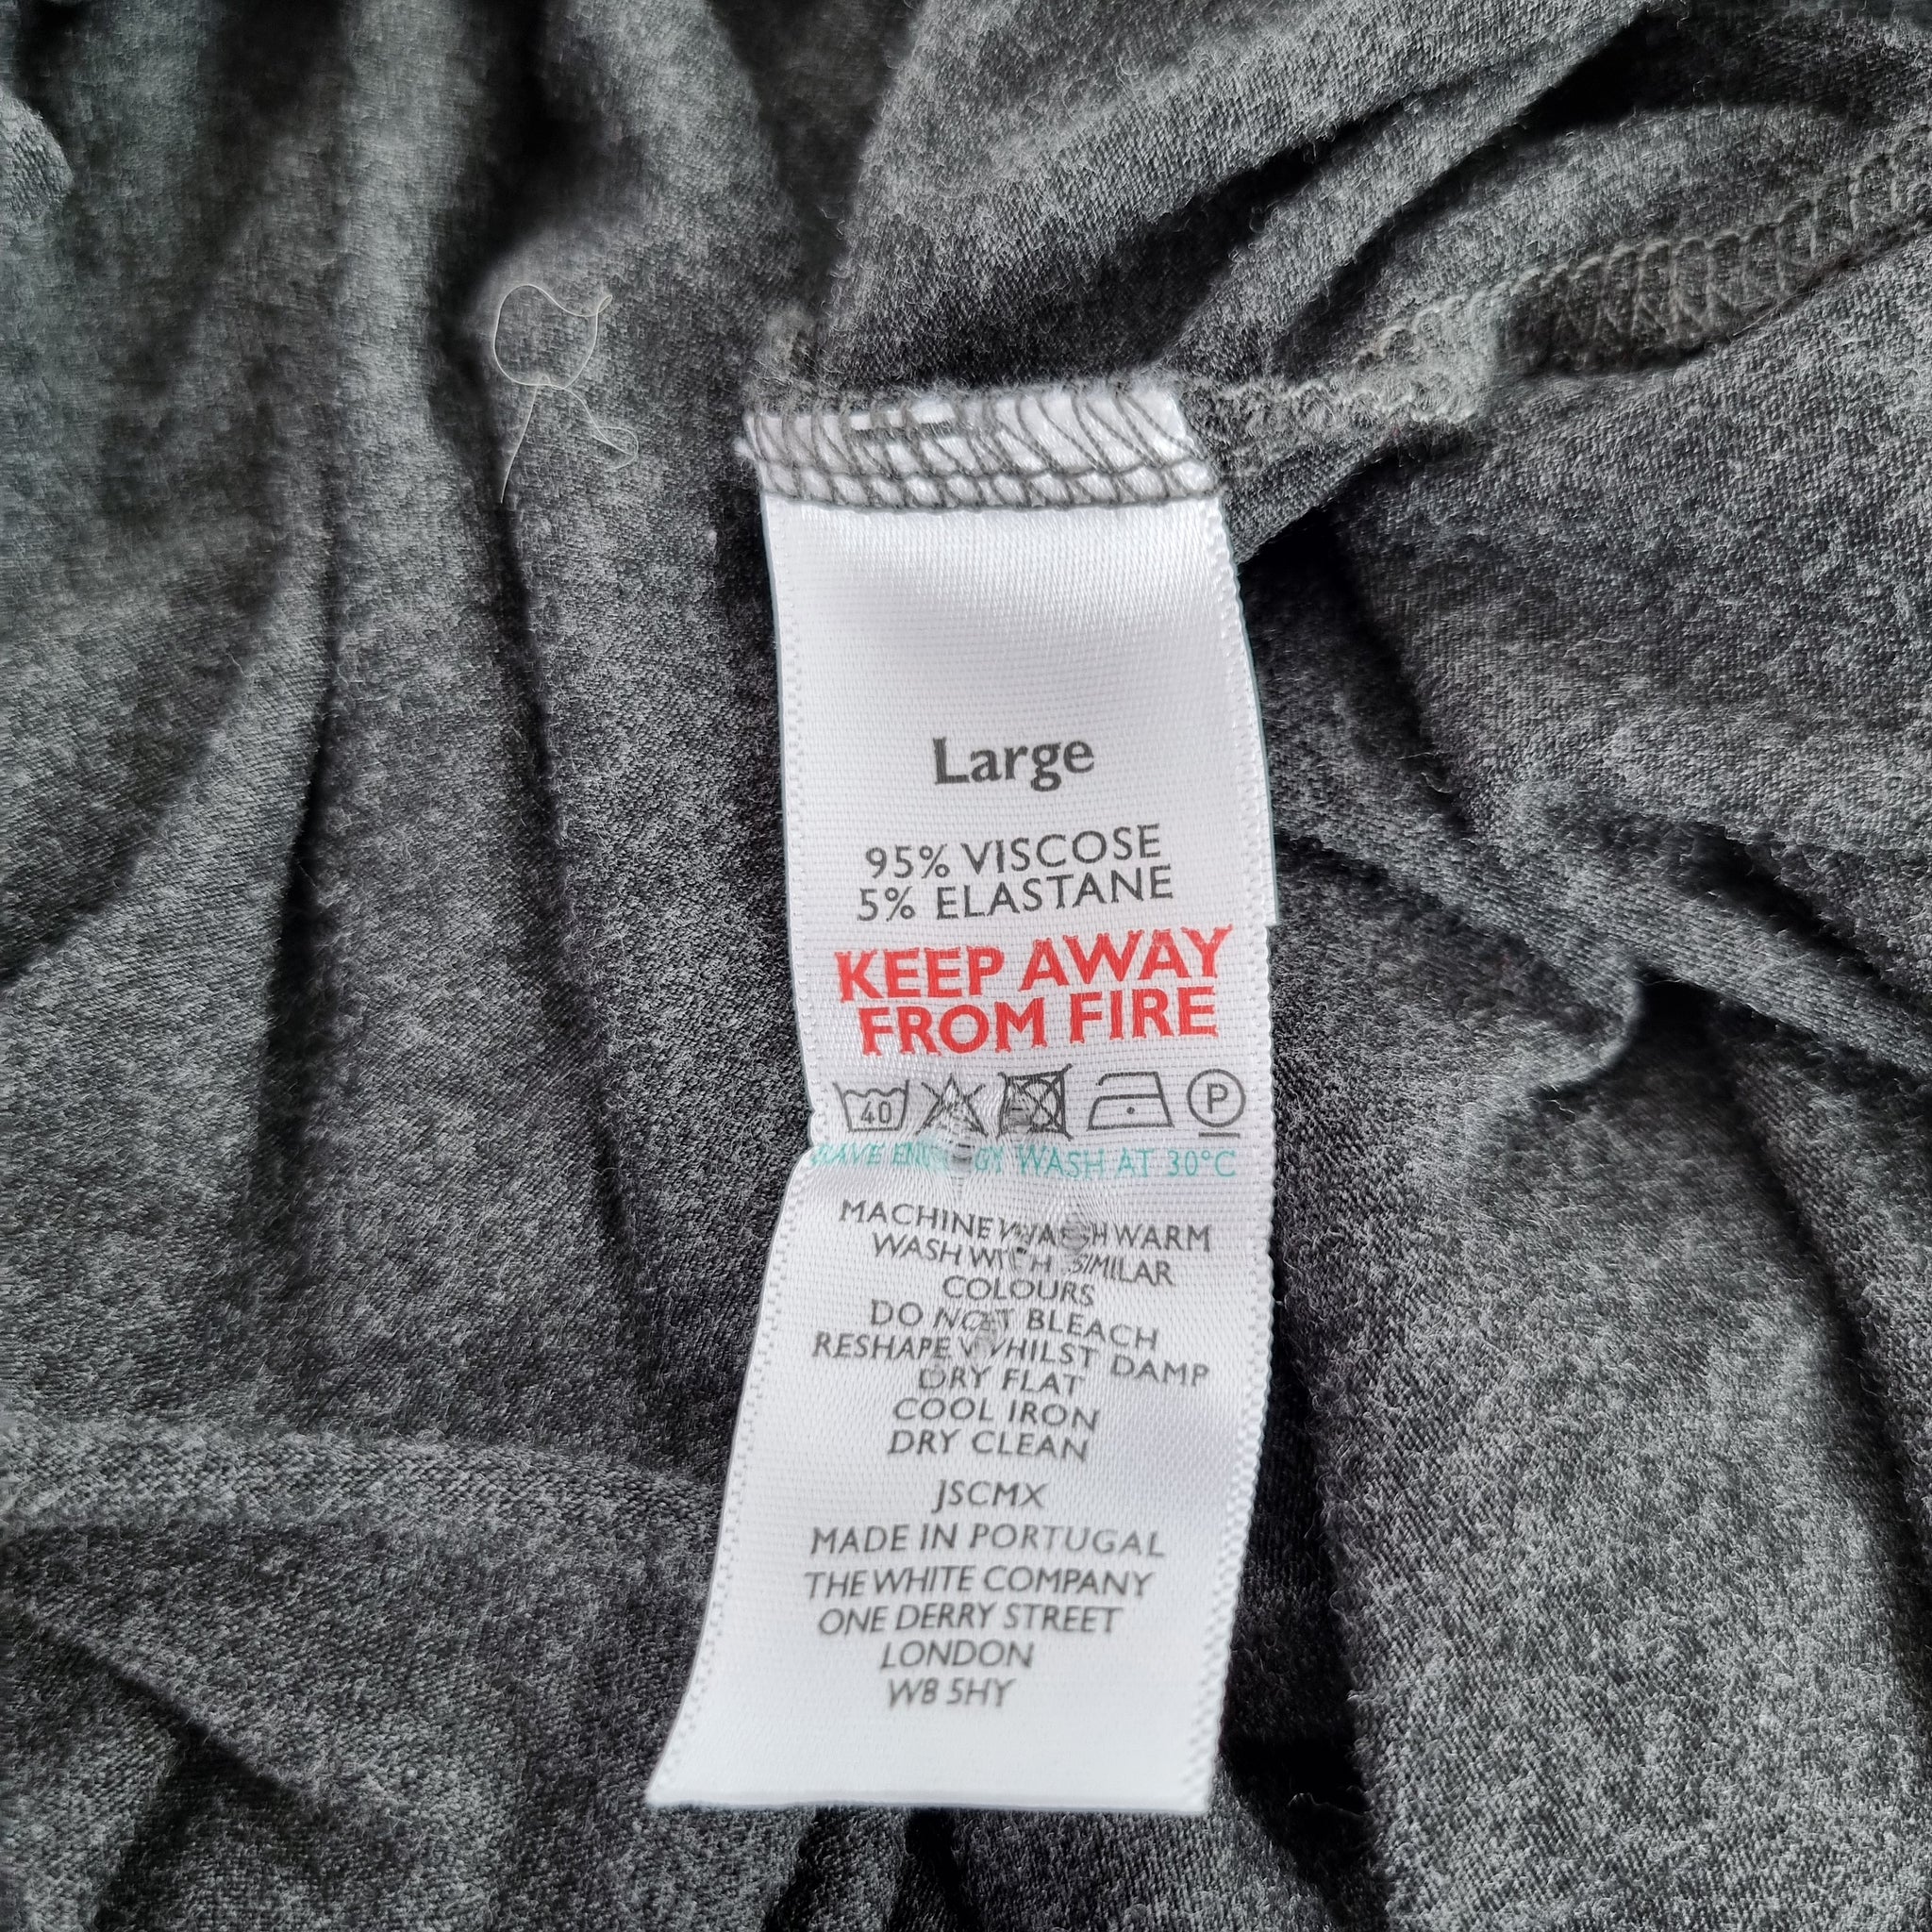 Large
95% VISCOSE
5% ELASTANE
KEEP AWAY
FROM FIRE
40
P
SAVE ENERGY WASH AT 30°C
MACHINE WASH WARM
WASH WITH SIMILAR
COLOURS
DO NOT BLEACH
RESHAPE WHILST DAMP
DRY FLAT
COOL IRON
DRY CLEAN
JSCMX
MADE IN PORTUGAL
THE WHITE COMPANY
ONE DERRY STREET
LONDON
W8 5HY